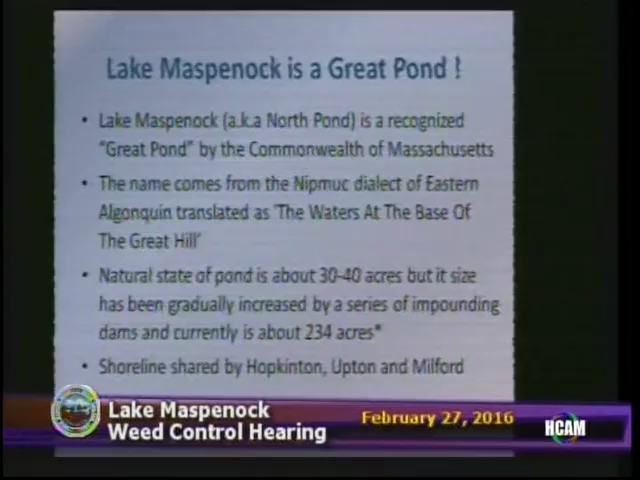 Lake Maspenock is a Great Pond !
• Lake Maspenock (a.k.a North Pond) is a recognized
"Great Pond" by the Commonwealth of Massachusetts
• The name comes from the Nipmuc dialect of Eastern
Algonquin translated as 'The Waters At The Base Of
The Great Hill'
• Natural state of pond is about 30-40 acres but it size
has been gradually increased by a series of impounding
dams and currently is about 234 acres*
• Shoreline shared by Hopkinton, Upton and Milford
Lake Maspenock
Weed Control Hearing
February 27, 2016
HCAM